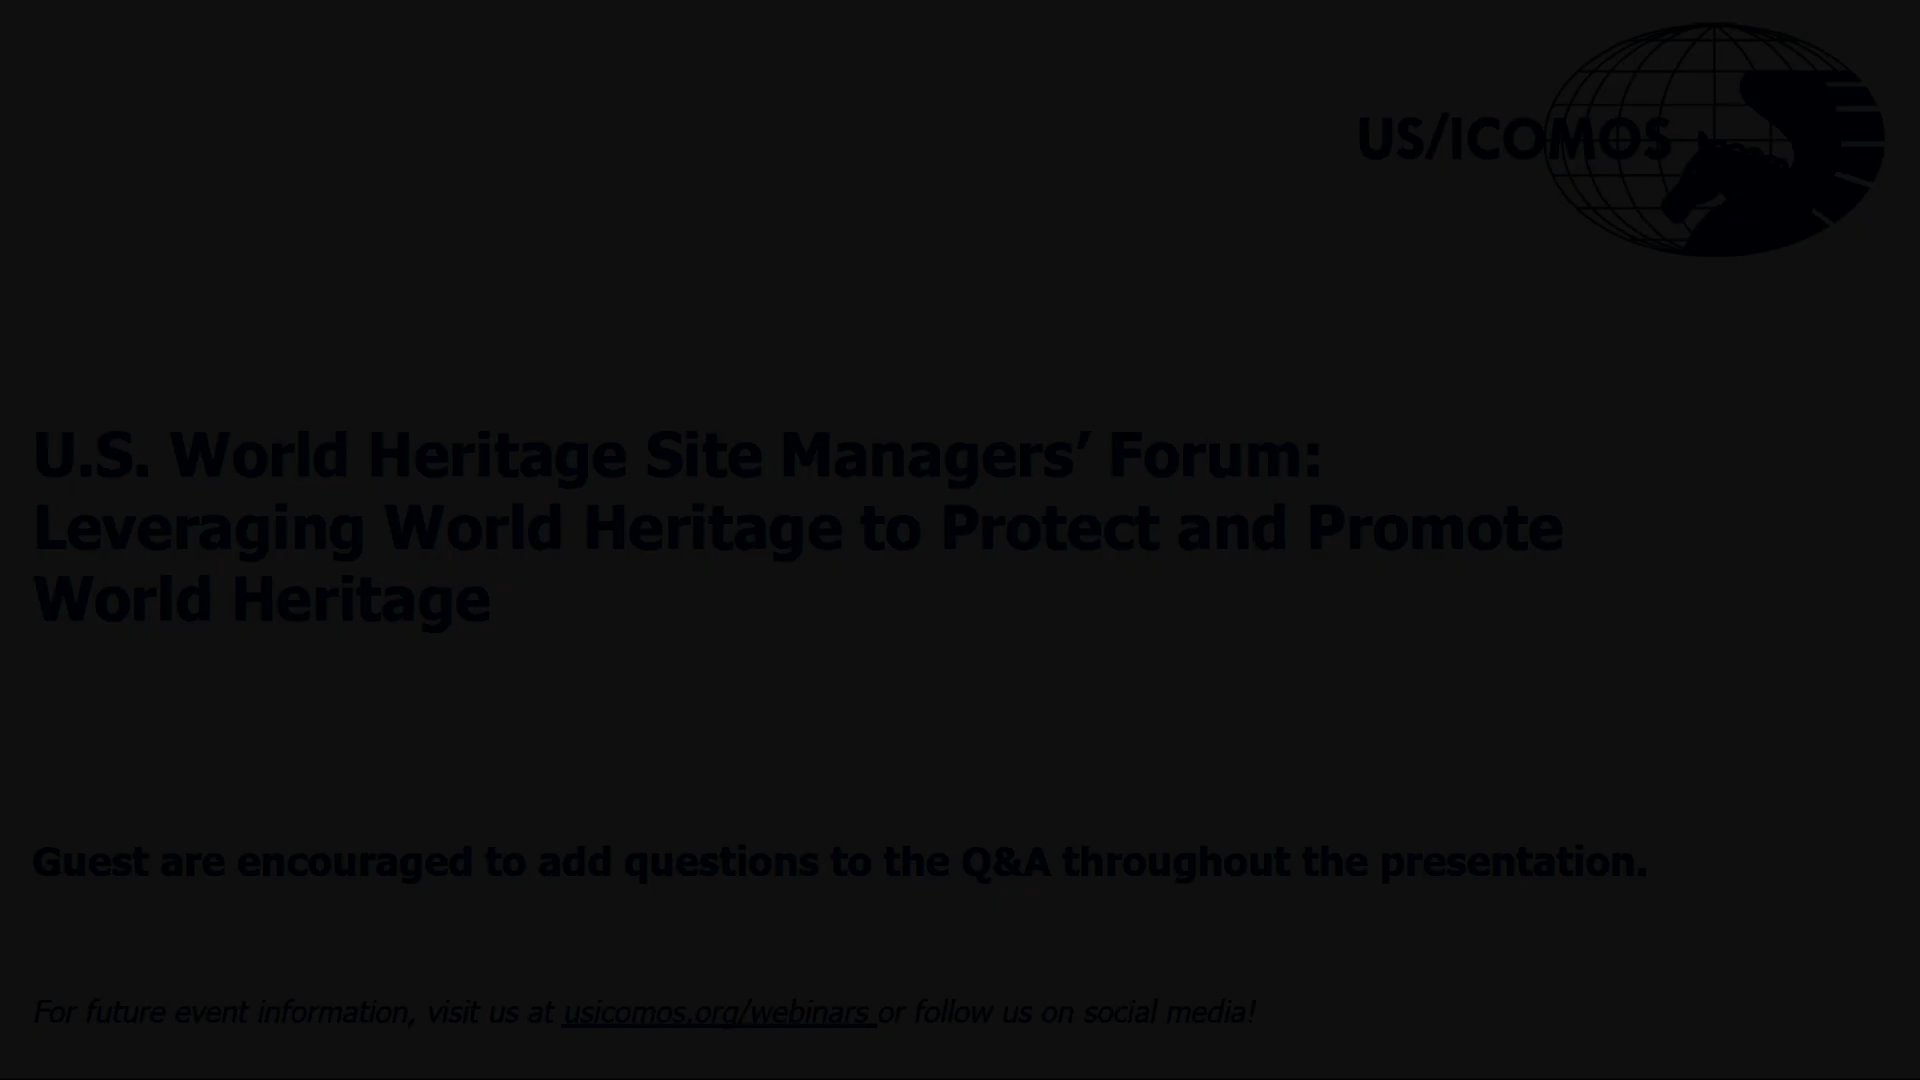 US/ICOMOS
U.S. World Heritage Site Managers’ Forum:
Leveraging World Heritage to Protect and Promote
World Heritage
Guest are encouraged to add questions to the Q&A throughout the presentation.
For future event information, visit us at usicomos.org/webinars or follow us on social media!